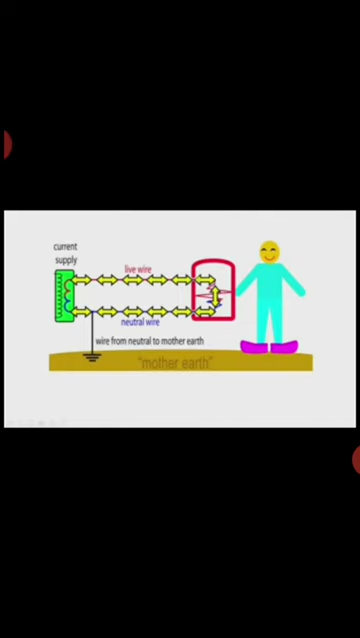 current
supply
live wire
neutral wire
wire from neutral to mother earth
"mother earth"